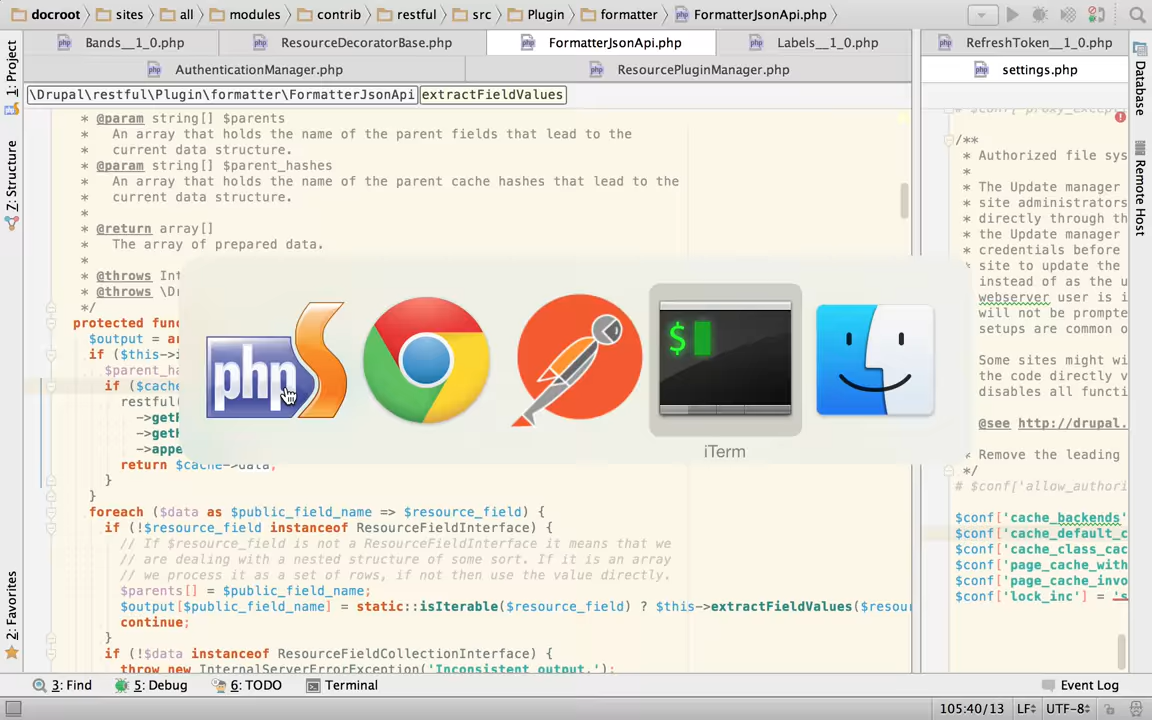 docroot sites all modules contrib restful src Plugin formatter FormatterJsonApi.php
Bands__1_0.php ResourceDecoratorBase.php FormatterJsonApi.php Labels__1_0.php RefreshToken__1_0.php
AuthenticationManager.php ResourcePluginManager.php settings.php
\Drupal\restful\Plugin\formatter\FormatterJsonApi extractFieldValues
1: Project
7: Structure
2: Favorites
* @param string[] $parents
* An array that holds the name of the parent fields that lead to the
* current data structure.
* @param string[] $parent_hashes
* An array that holds the name of the parent cache hashes that lead to the
* current data structure.
*
* @return array[]
* The array of prepared data.
*
* @throws Int
* @throws \Dr
*/
protected func
$output = ar
if ($this->i
$parent_ha
if ($cache
restful(
->getR
->getH
->appe
return $cache->data;
}
}
foreach ($data as $public_field_name => $resource_field) {
if (!$resource_field instanceof ResourceFieldInterface) {
// If $resource_field is not a ResourceFieldInterface it means that we
// are dealing with a nested structure of some sort. If it is an array
// we process it as a set of rows, if not then use the value directly.
$parents[] = $public_field_name;
$output[$public_field_name] = static::isIterable($resource_field) ? $this->extractFieldValues($resour
continue;
}
if (!$data instanceof ResourceFieldCollectionInterface) {
throw new InternalServerErrorException('Inconsistent output.');
php
$
iTerm
/**
* Authorized file sys
*
* The Update manager
* site administrators
* directly through th
* the Update manager
* credentials before
* site to update the
* instead of as the u
* webserver user is i
* will not be prompte
* setups are common o
*
* Some sites might wi
* the code directly v
* disables all functi
*
* @see http://drupal.
*
* Remove the leading
*/
# $conf['allow_authori
$conf['cache_backends'
$conf['cache_default_c
$conf['cache_class_cac
$conf['page_cache_with
$conf['page_cache_invo
$conf['lock_inc'] = 's
Database
Remote Host
3: Find 5: Debug 6: TODO Terminal Event Log
105:40/13 LF UTF-8